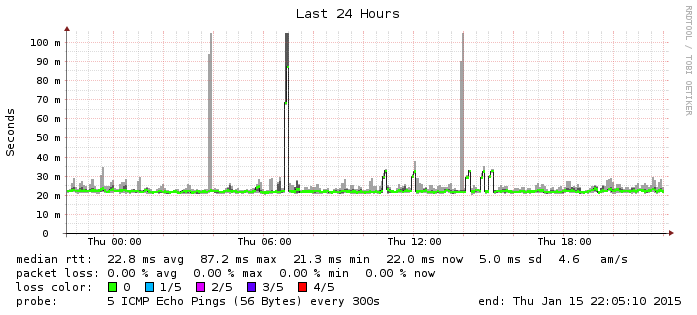 Last 24 Hours
RRDTOOL / TOBI OETIKER
Seconds
100 m
90 m
80 m
70 m
60 m
50 m
40 m
30 m
20 m
10 m
0
Thu 00:00 Thu 06:00 Thu 12:00 Thu 18:00
median rtt: 22.8 ms avg 87.2 ms max 21.3 ms min 22.0 ms now 5.0 ms sd 4.6 am/s
packet loss: 0.00 % avg 0.00 % max 0.00 % min 0.00 % now
loss color: 0 1/5 2/5 3/5 4/5
probe: 5 ICMP Echo Pings (56 Bytes) every 300s end: Thu Jan 15 22:05:10 2015